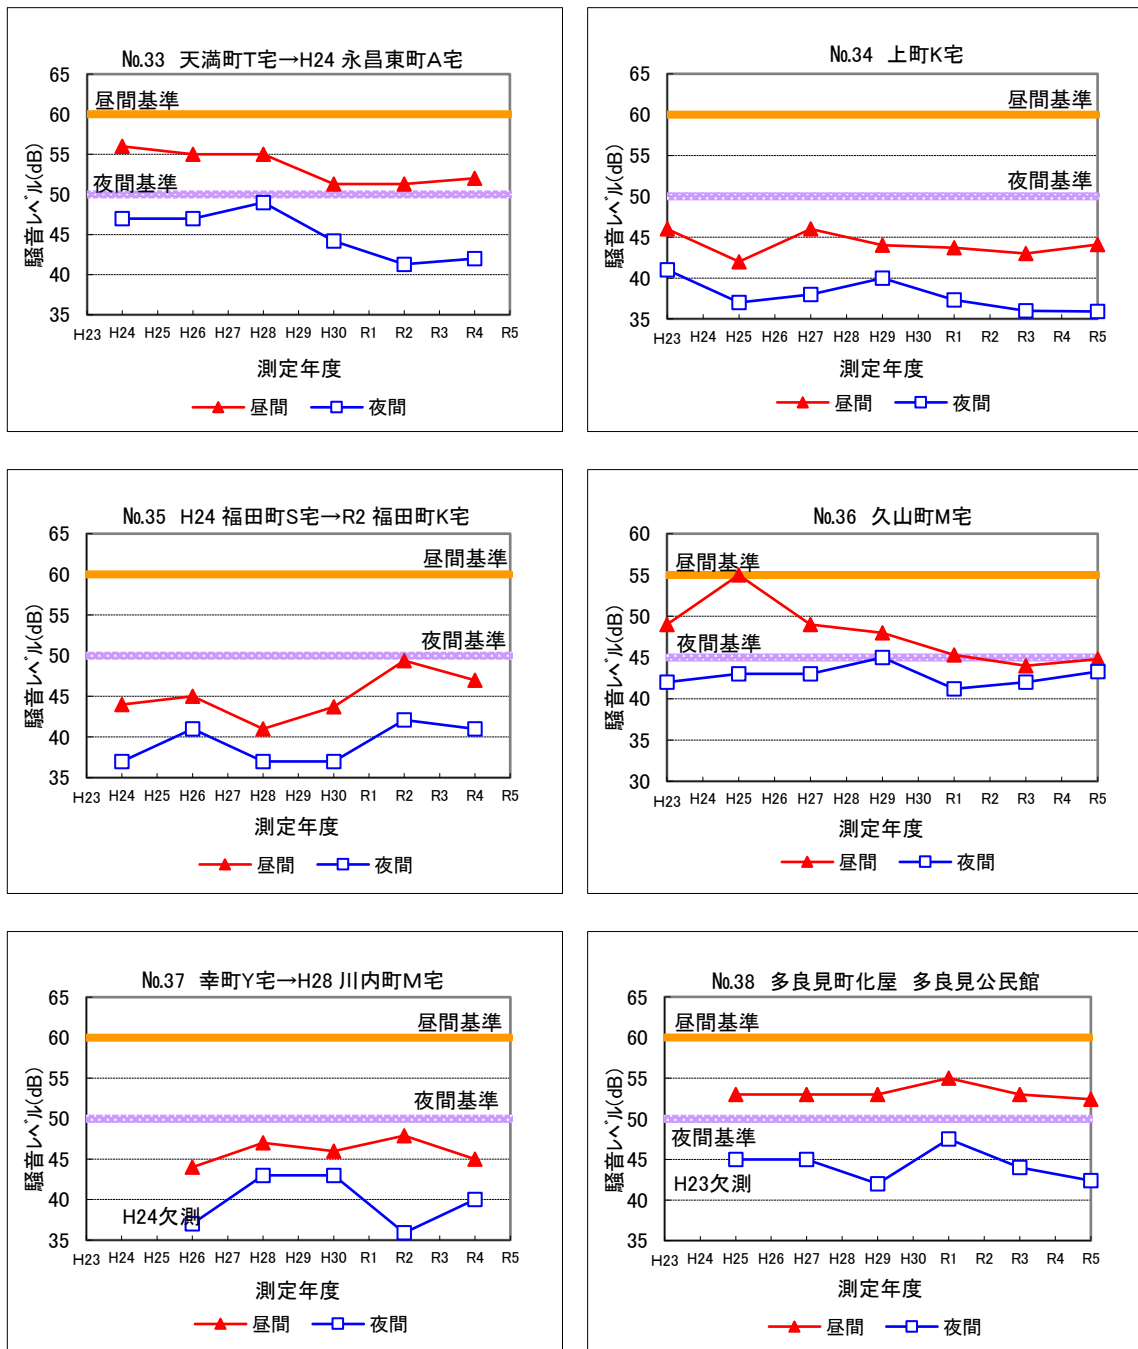 №33 天満町T宅→H24 永昌東町A宅
65
60
55
50
45
40
35
昼間基準
夜間基準
騒音レベル(dB)
H23 H24 H25 H26 H27 H28 H29 H30 R1 R2 R3 R4 R5
測定年度
昼間 夜間
№34 上町K宅
65
60
55
50
45
40
35
昼間基準
夜間基準
騒音レベル(dB)
H23 H24 H25 H26 H27 H28 H29 H30 R1 R2 R3 R4 R5
測定年度
昼間 夜間
№35 H24 福田町S宅→R2 福田町K宅
65
60
55
50
45
40
35
昼間基準
夜間基準
騒音レベル(dB)
H23 H24 H25 H26 H27 H28 H29 H30 R1 R2 R3 R4 R5
測定年度
昼間 夜間
№36 久山町M宅
60
55
50
45
40
35
30
昼間基準
夜間基準
騒音レベル(dB)
H23 H24 H25 H26 H27 H28 H29 H30 R1 R2 R3 R4 R5
測定年度
昼間 夜間
№37 幸町Y宅→H28 川内町M宅
65
60
55
50
45
40
35
昼間基準
夜間基準
H24欠測
騒音レベル(dB)
H23 H24 H25 H26 H27 H28 H29 H30 R1 R2 R3 R4 R5
測定年度
昼間 夜間
№38 多良見町化屋 多良見公民館
65
60
55
50
45
40
35
昼間基準
夜間基準
H23欠測
騒音レベル(dB)
H23 H24 H25 H26 H27 H28 H29 H30 R1 R2 R3 R4 R5
測定年度
昼間 夜間